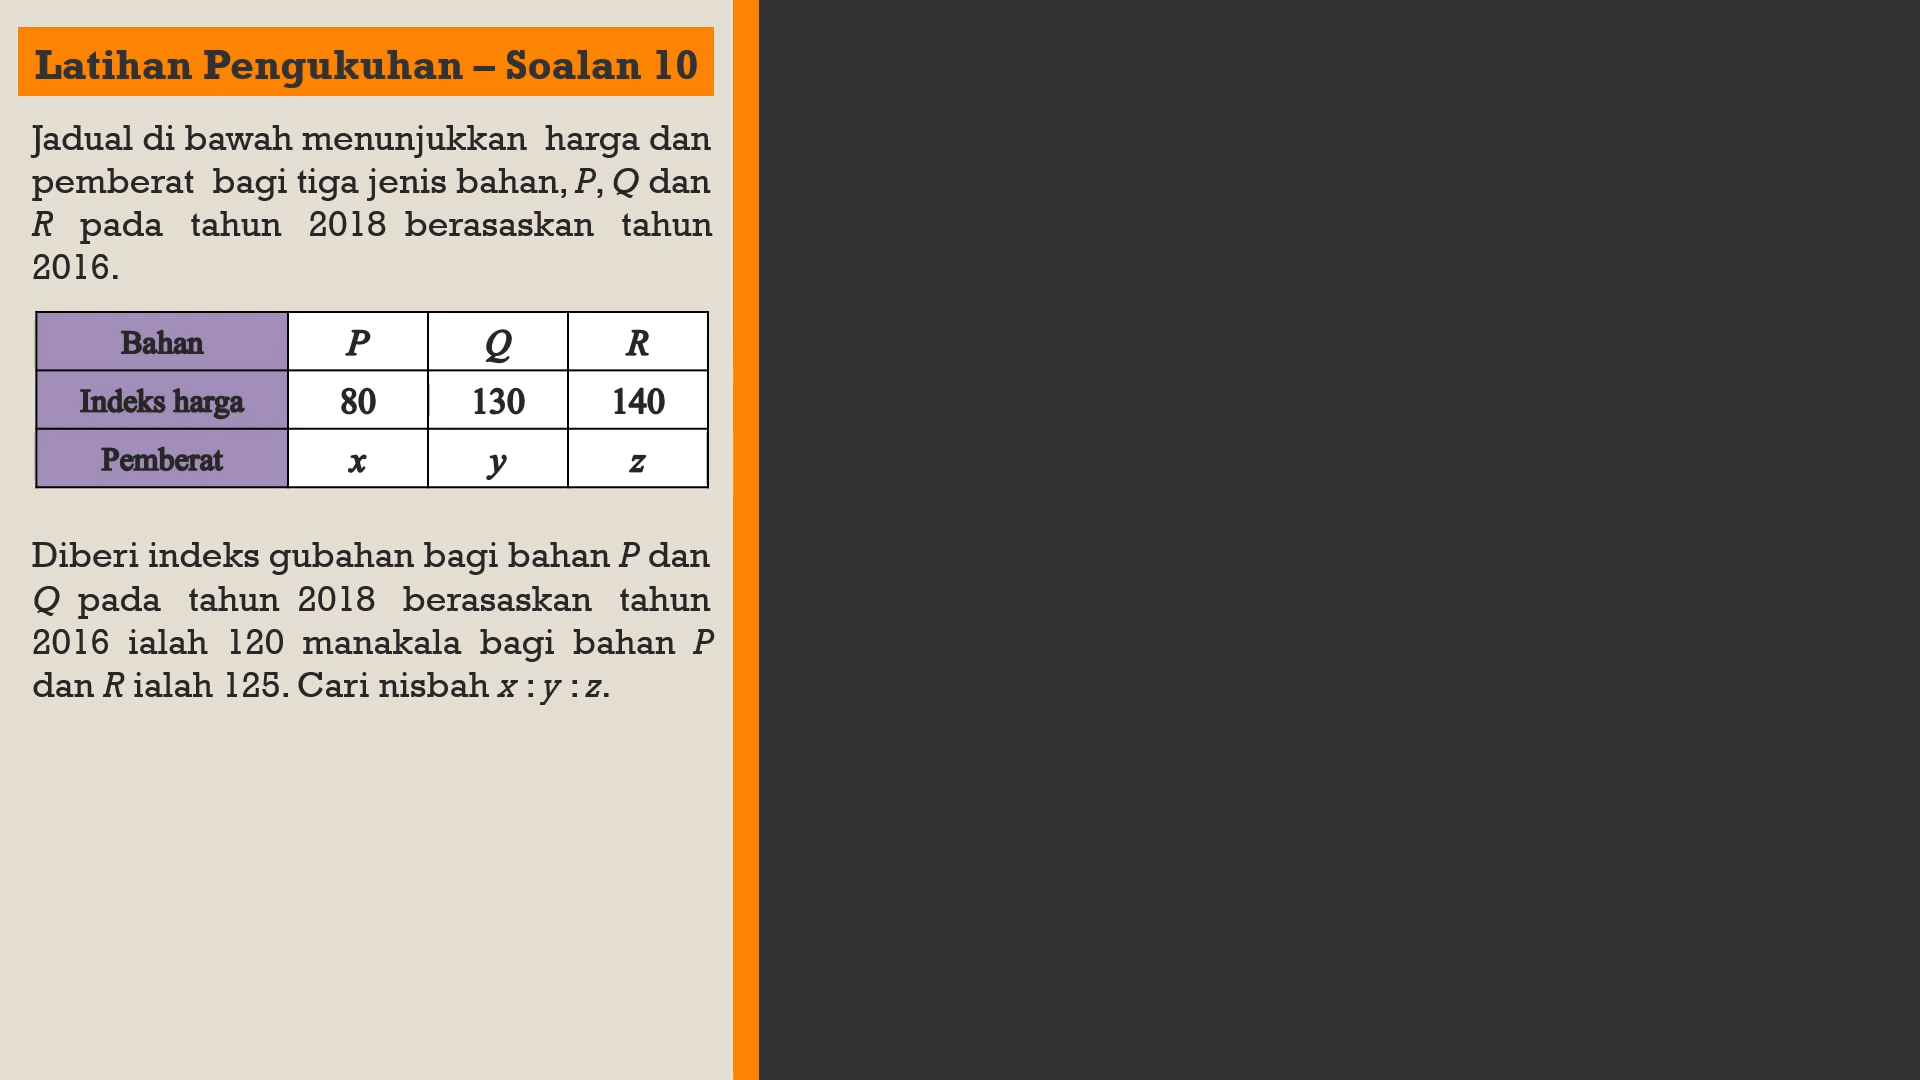 Latihan Pengukuhan – Soalan 10
Jadual di bawah menunjukkan harga dan
pemberat bagi tiga jenis bahan, P, Q dan
R pada tahun 2018 berasaskan tahun
2016.
Bahan P Q R
Indeks harga 80 130 140
Pemberat x y z
Diberi indeks gubahan bagi bahan P dan
Q pada tahun 2018 berasaskan tahun
2016 ialah 120 manakala bagi bahan P
dan R ialah 125. Cari nisbah x : y : z.